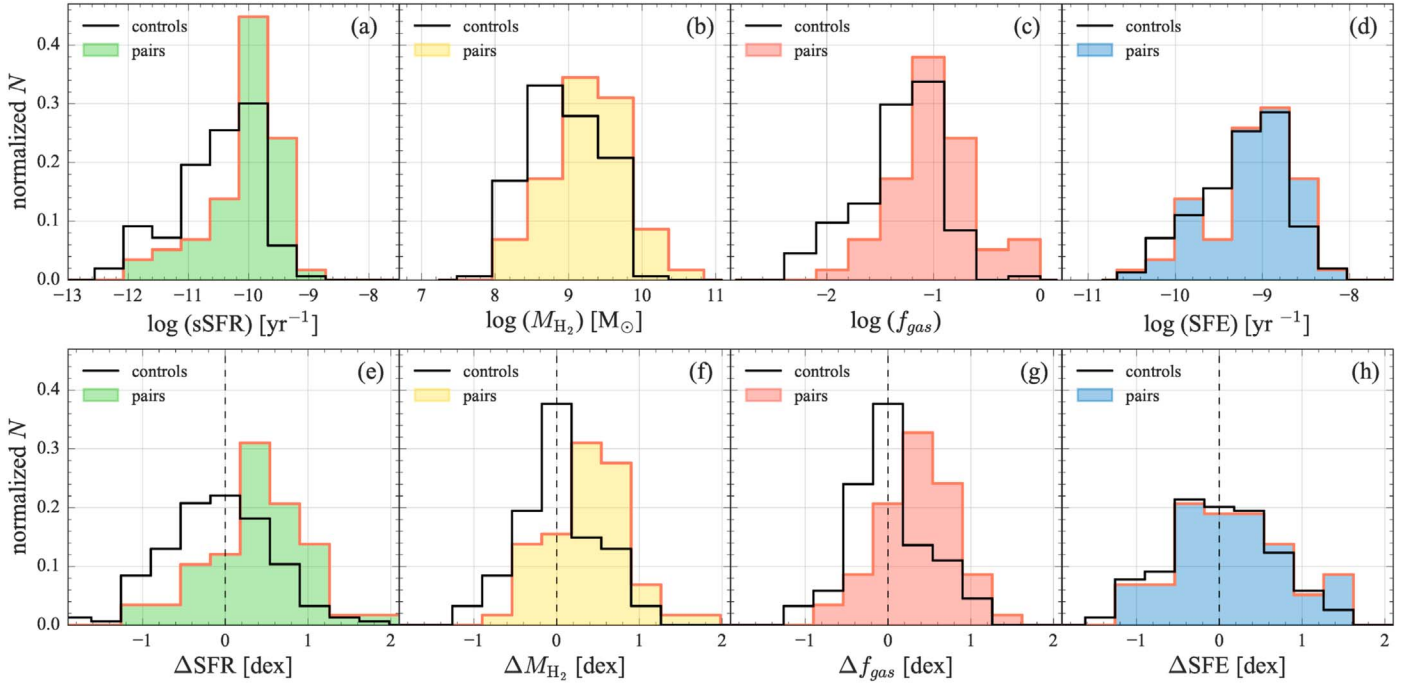 controls
pairs
(a)
controls
pairs
(b)
controls
pairs
(c)
controls
pairs
(d)
normalized N
0.4
0.3
0.2
0.1
0.0
−13 −12 −11 −10 −9 −8
7 8 9 10 11
−2 −1 0
−11 −10 −9 −8
log (sSFR) [yr⁻¹]
log (M_H₂) [M⊙]
log (f_gas)
log (SFE) [yr ⁻¹]
controls
pairs
(e)
controls
pairs
(f)
controls
pairs
(g)
controls
pairs
(h)
normalized N
0.4
0.3
0.2
0.1
0.0
−1 0 1 2
−1 0 1 2
−1 0 1 2
−1 0 1 2
ΔSFR [dex]
ΔM_H₂ [dex]
Δf_gas [dex]
ΔSFE [dex]